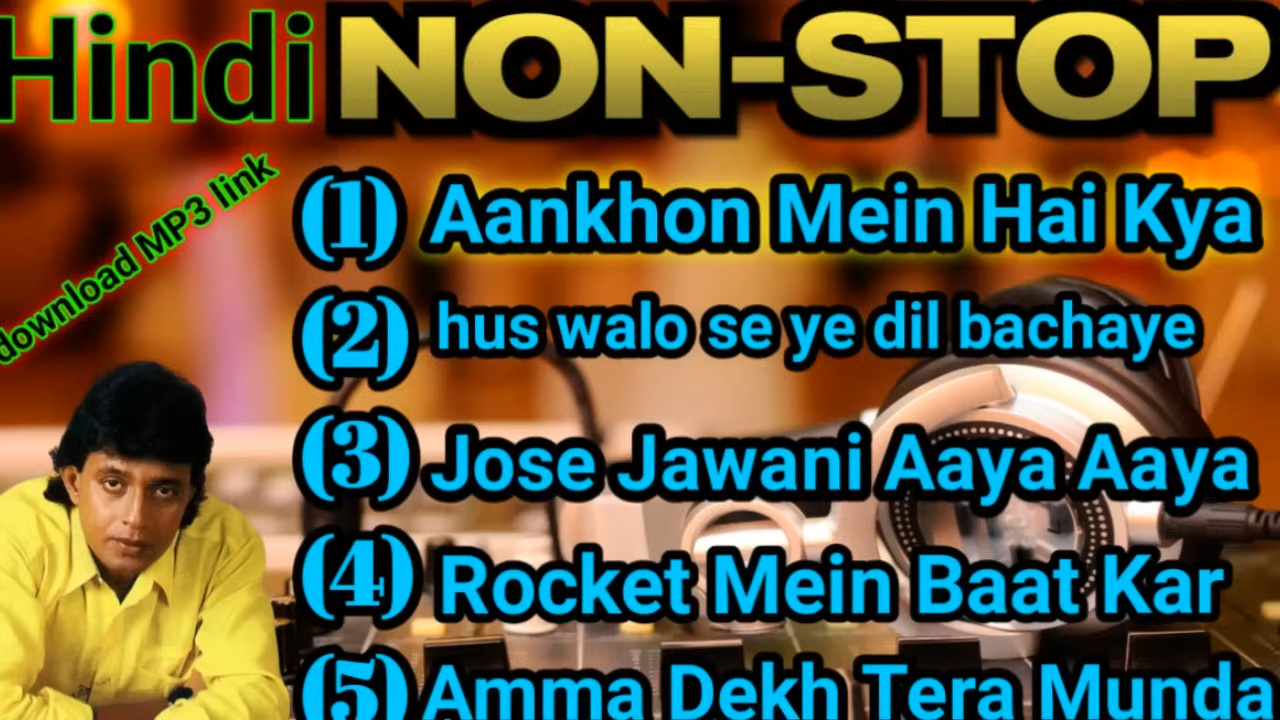 Hindi NON-STOP
download MP3 link
(1) Aankhon Mein Hai Kya
(2) hus walo se ye dil bachaye
(3) Jose Jawani Aaya Aaya
(4) Rocket Mein Baat Kar
(5) Amma Dekh Tera Munda